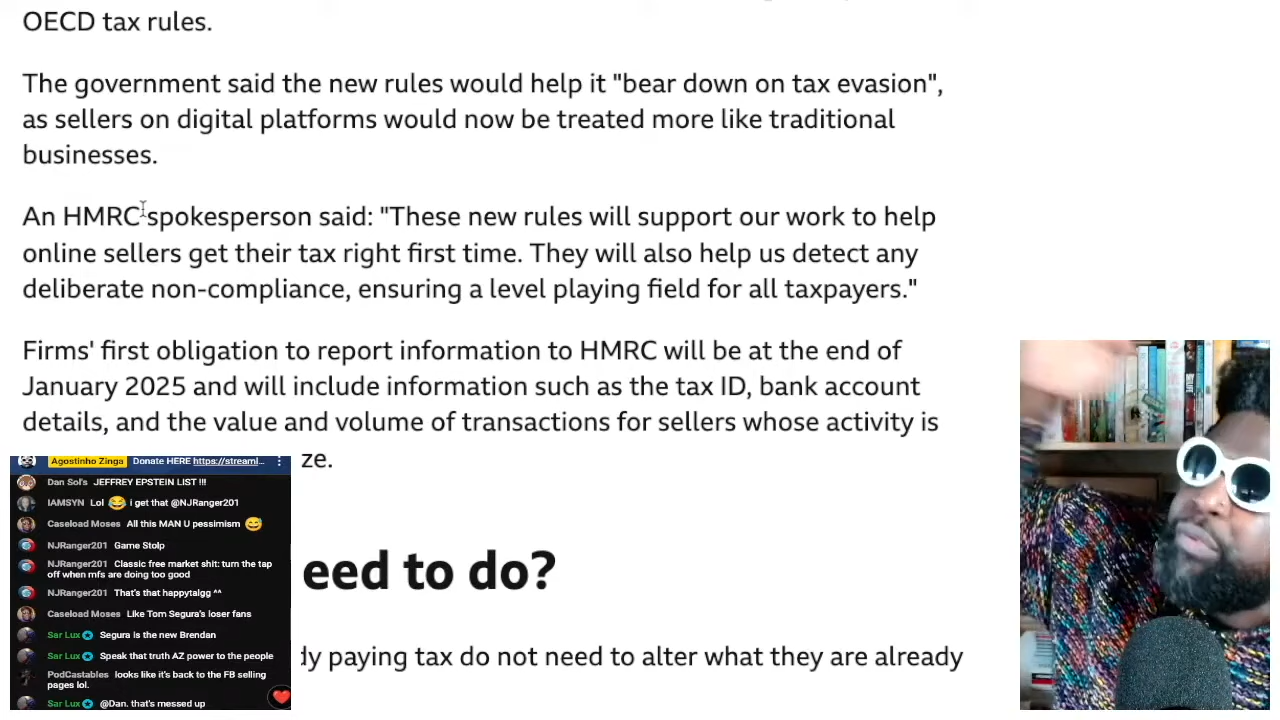 OECD tax rules.
The government said the new rules would help it "bear down on tax evasion",
as sellers on digital platforms would now be treated more like traditional
businesses.
An HMRC spokesperson said: "These new rules will support our work to help
online sellers get their tax right first time. They will also help us detect any
deliberate non-compliance, ensuring a level playing field for all taxpayers."
Firms' first obligation to report information to HMRC will be at the end of
January 2025 and will include information such as the tax ID, bank account
details, and the value and volume of transactions for sellers whose activity is
ze.
eed to do?
dy paying tax do not need to alter what they are already
Agostinho Zinga Donate HERE https://streaml...
Dan Sol's JEFFREY EPSTEIN LIST !!!
IAMSYN Lol 😂 i get that @NJRanger201
Caseload Moses All this MAN U pessimism 😅
NJRanger201 Game Stolp
NJRanger201 Classic free market shit: turn the tap
off when mfs are doing too good
NJRanger201 That's that happytalgg ^^
Caseload Moses Like Tom Segura's loser fans
Sar Lux Segura is the new Brendan
Sar Lux Speak that truth AZ power to the people
PodCastables looks like it's back to the FB selling
pages lol.
Sar Lux @Dan. that's messed up